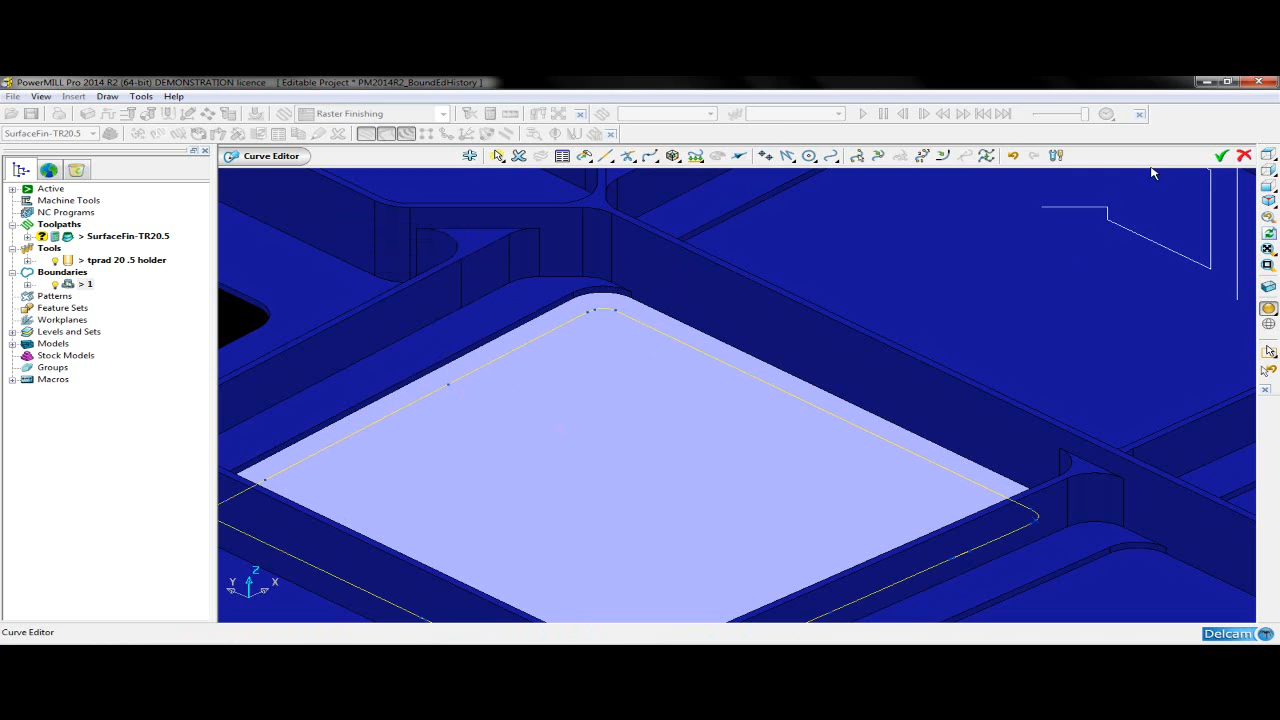 PowerMILL Pro 2014 R2 (64-bit) DEMONSTRATION licence    [ Editable Project * PM2014R2_BoundEdHistory ]
File View Insert Draw Tools Help
Raster Finishing
SurfaceFin-TR20.5
Curve Editor
Active
Machine Tools
NC Programs
Toolpaths
> SurfaceFin-TR20.5
Tools
> tprad 20 .5 holder
Boundaries
> 1
Patterns
Feature Sets
Workplanes
Levels and Sets
Models
Stock Models
Groups
Macros
Z
Y X
Curve Editor
Delcam